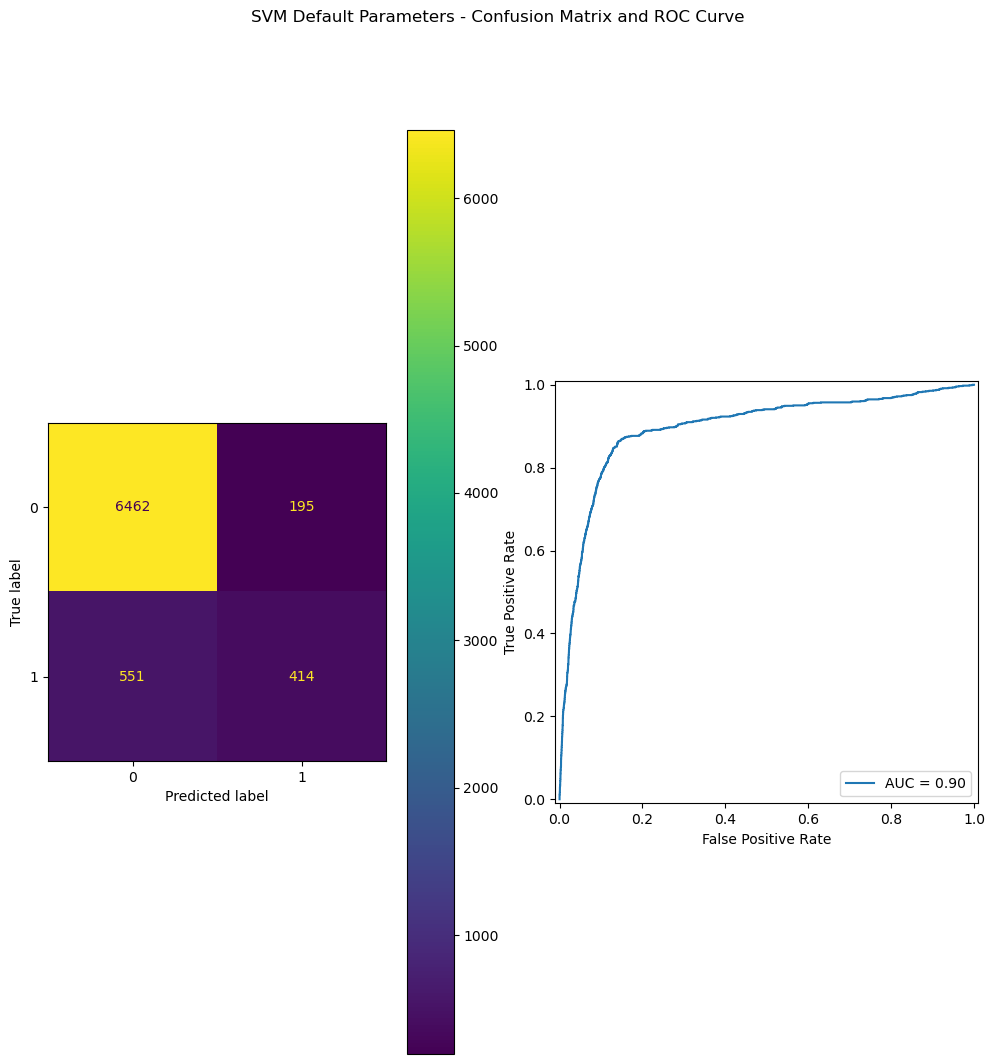 SVM Default Parameters - Confusion Matrix and ROC Curve
True label
0
1
6462 195
551 414
0 1
Predicted label
6000
5000
4000
3000
2000
1000
True Positive Rate
1.0
0.8
0.6
0.4
0.2
0.0
AUC = 0.90
0.0 0.2 0.4 0.6 0.8 1.0
False Positive Rate